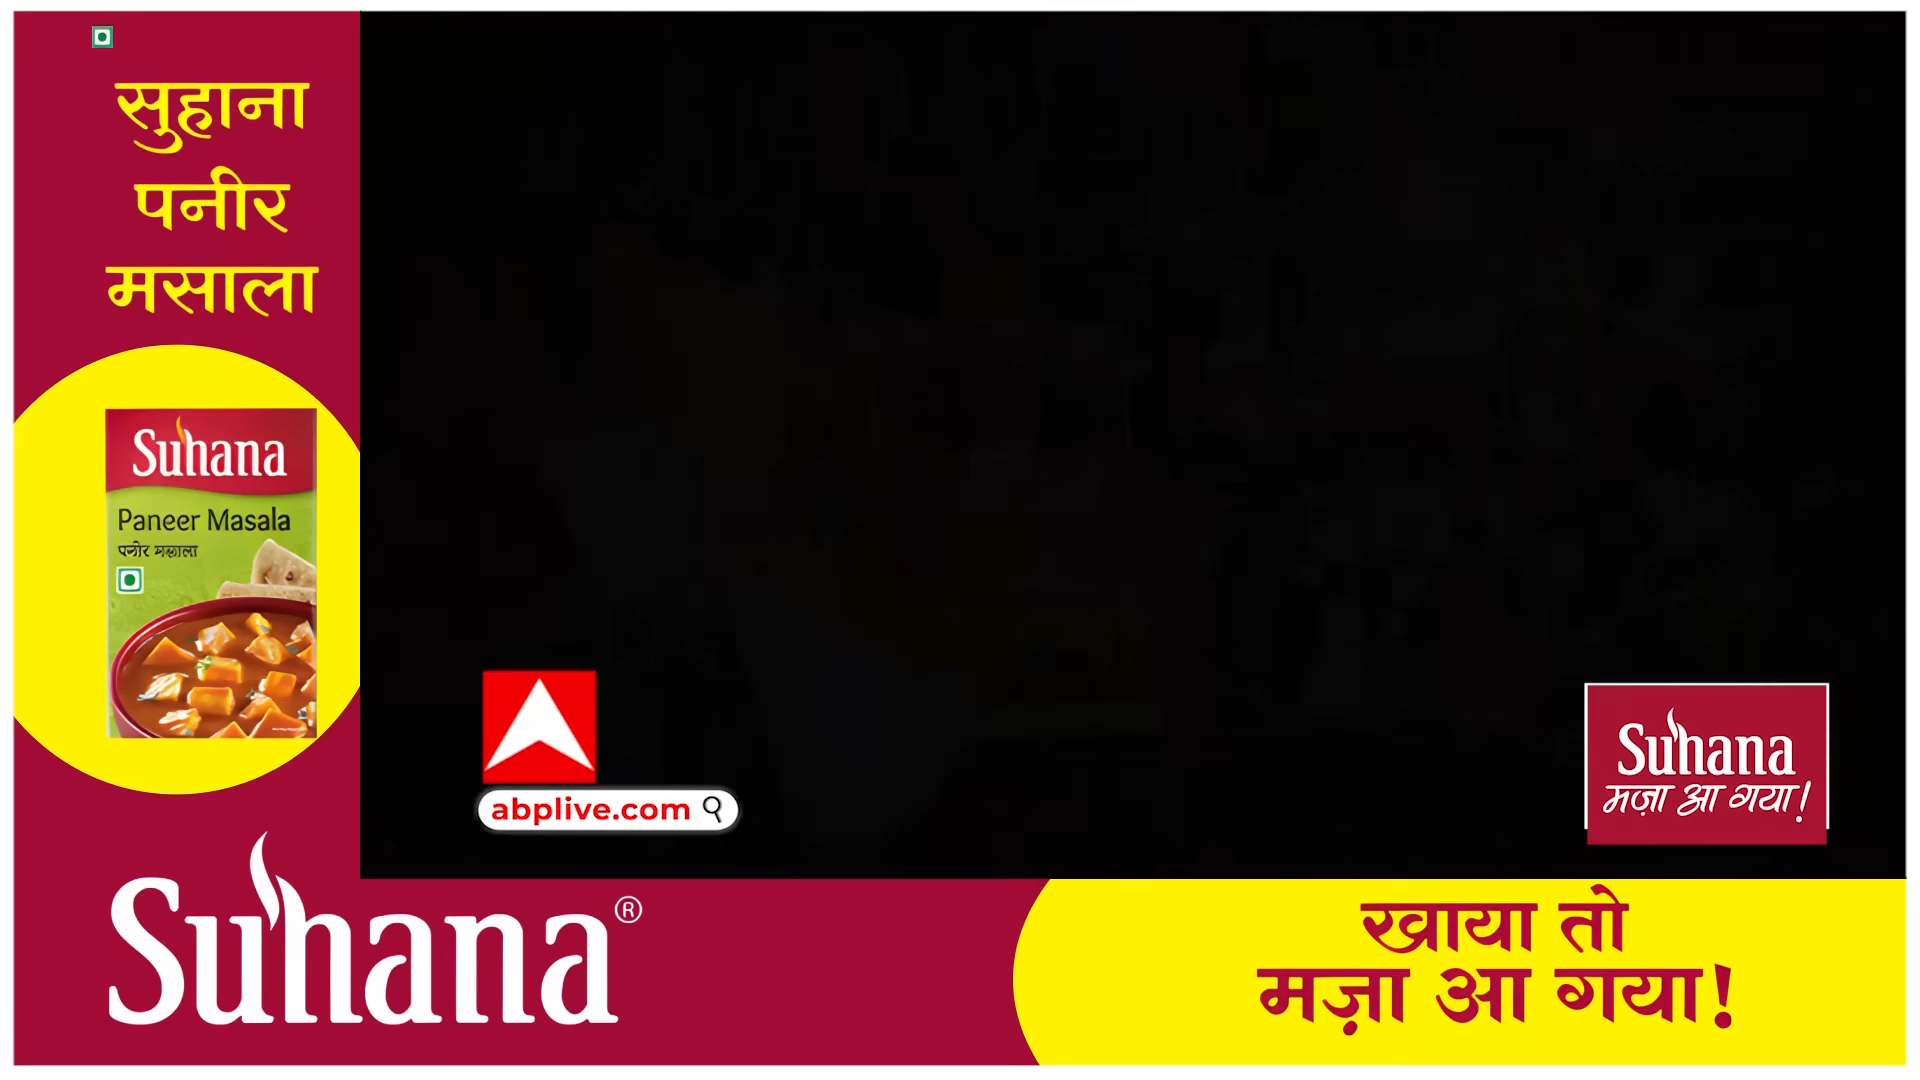 सुहाना
पनीर
मसाला
Suhana
Paneer Masala
पनीर मसाला
abplive.com
Suhana
मज़ा आ गया!
Suhana®
खाया तो
मज़ा आ गया!